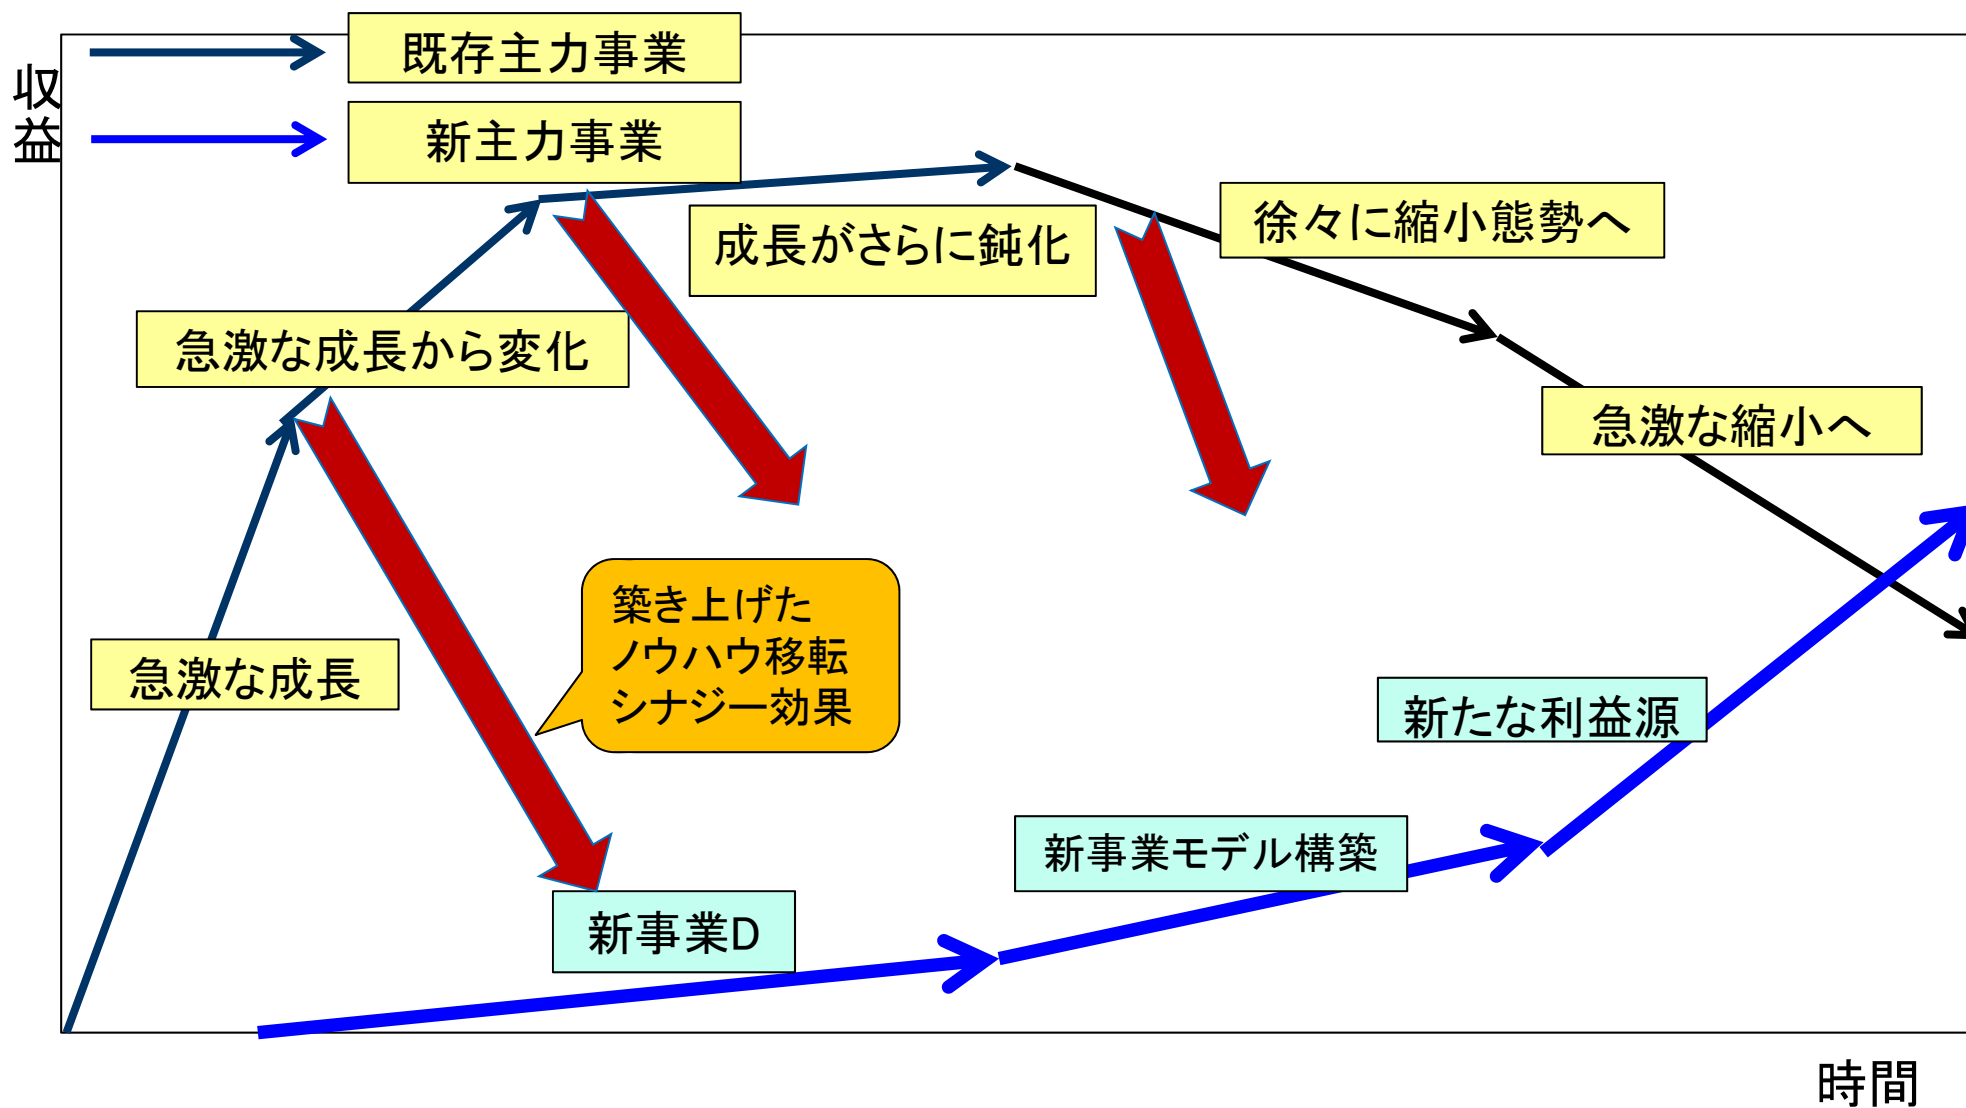 収益
既存主力事業
新主力事業
徐々に縮小態勢へ
成長がさらに鈍化
急激な成長から変化
急激な縮小へ
築き上げた
ノウハウ移転
シナジー効果
急激な成長
新たな利益源
新事業モデル構築
新事業D
時間